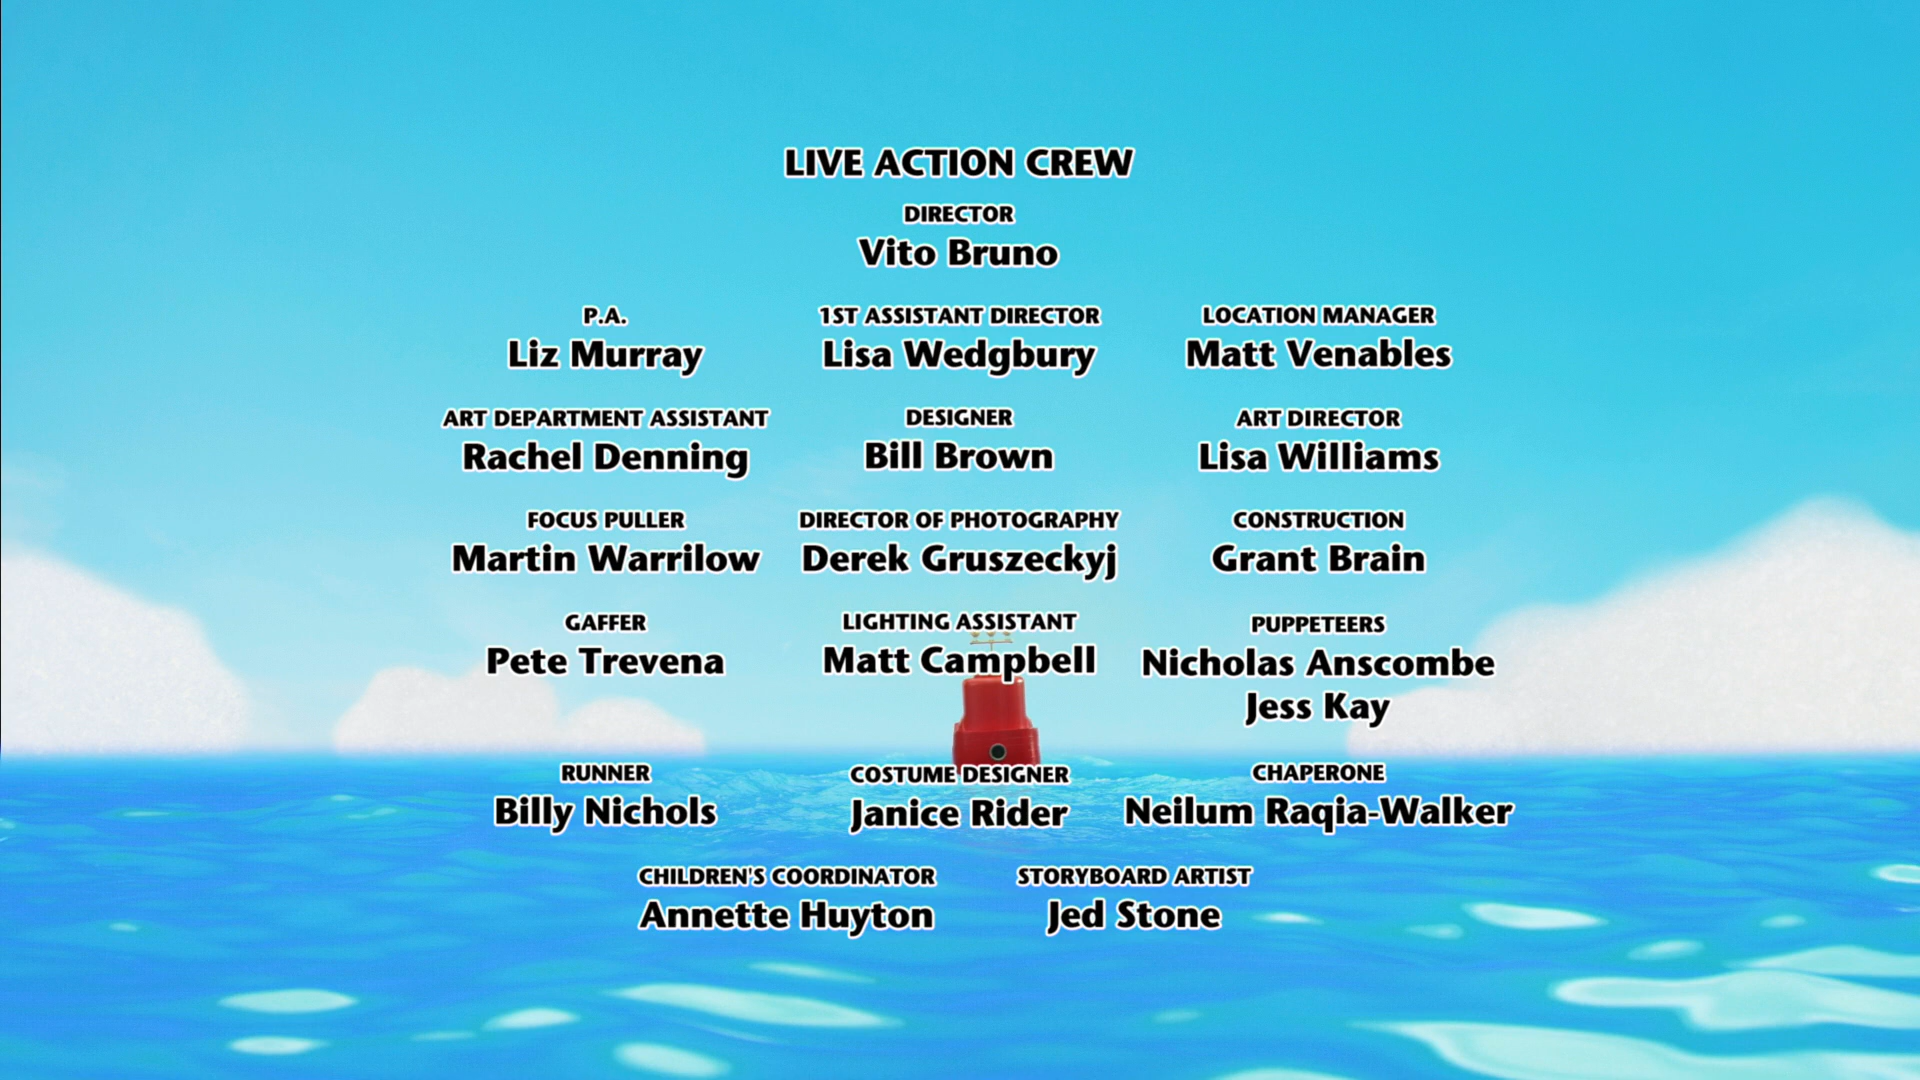 LIVE ACTION CREW
DIRECTOR
Vito Bruno
P.A.
Liz Murray
1ST ASSISTANT DIRECTOR
Lisa Wedgbury
LOCATION MANAGER
Matt Venables
ART DEPARTMENT ASSISTANT
Rachel Denning
DESIGNER
Bill Brown
ART DIRECTOR
Lisa Williams
FOCUS PULLER
Martin Warrilow
DIRECTOR OF PHOTOGRAPHY
Derek Gruszeckyj
CONSTRUCTION
Grant Brain
GAFFER
Pete Trevena
LIGHTING ASSISTANT
Matt Campbell
PUPPETEERS
Nicholas Anscombe
Jess Kay
RUNNER
Billy Nichols
COSTUME DESIGNER
Janice Rider
CHAPERONE
Neilum Raqia-Walker
CHILDREN'S COORDINATOR
Annette Huyton
STORYBOARD ARTIST
Jed Stone